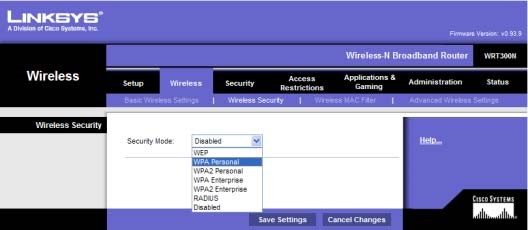 LINKSYS®
A Division of Cisco Systems, Inc.
Firmware Version: v0.93.9
Wireless-N Broadband Router WRT300N
Wireless
Setup Wireless Security Access Restrictions Applications & Gaming Administration Status
Basic Wireless Settings | Wireless Security | Wireless MAC Filter | Advanced Wireless Settings
Wireless Security
Security Mode: Disabled
Help...
WEP
WPA Personal
WPA2 Personal
WPA Enterprise
WPA2 Enterprise
RADIUS
Disabled
CISCO SYSTEMS
Save Settings Cancel Changes